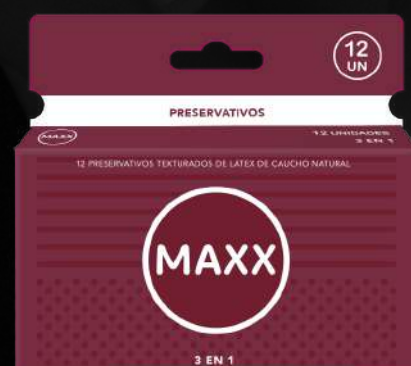 12
UN
PRESERVATIVOS
MAXX
12 UNIDADES
3 EN 1
12 PRESERVATIVOS TEXTURADOS DE LÁTEX DE CAUCHO NATURAL
MAXX
3 EN 1